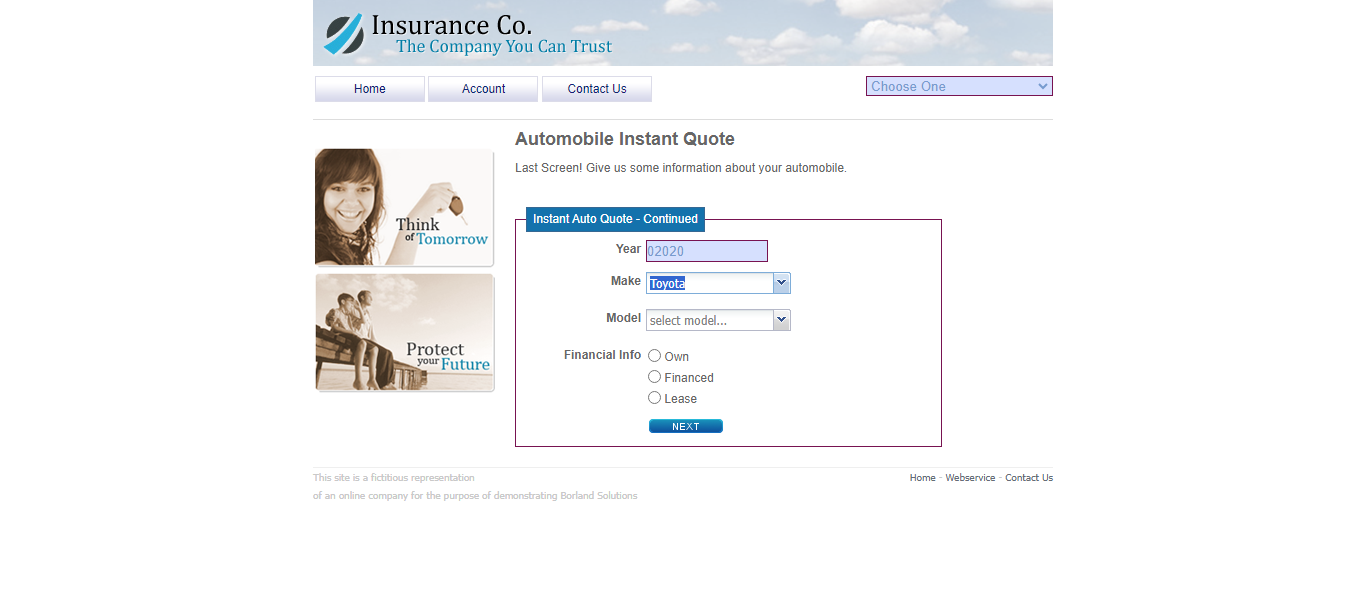 Insurance Co.
The Company You Can Trust
Home
Account
Contact Us
Choose One
Think
of Tomorrow
Protect
your Future
Automobile Instant Quote
Last Screen! Give us some information about your automobile.
Instant Auto Quote - Continued
Year 02020
Make Toyota
Model select model...
Financial Info Own
Financed
Lease
NEXT
This site is a fictitious representation
of an online company for the purpose of demonstrating Borland Solutions
Home - Webservice - Contact Us